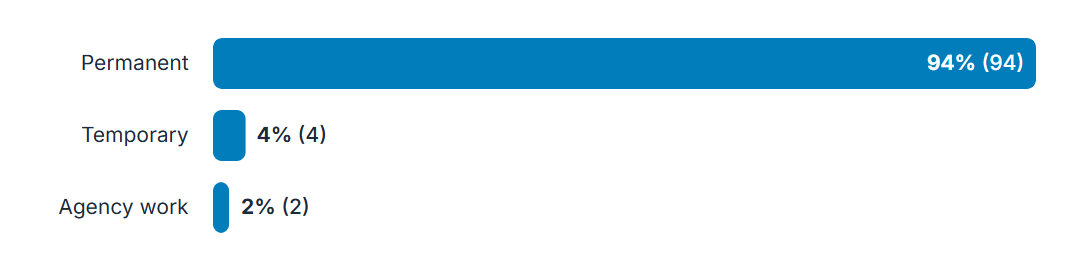 Permanent 94% (94)
Temporary 4% (4)
Agency work 2% (2)